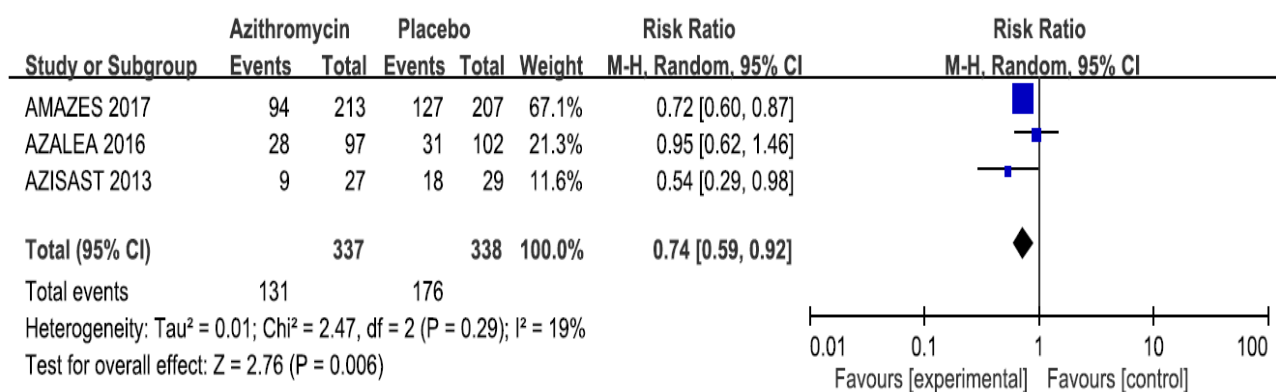 Azithromycin Placebo Risk Ratio Risk Ratio
Study or Subgroup Events Total Events Total Weight M-H, Random, 95% CI M-H, Random, 95% CI
AMAZES 2017 94 213 127 207 67.1% 0.72 [0.60, 0.87]
AZALEA 2016 28 97 31 102 21.3% 0.95 [0.62, 1.46]
AZISAST 2013 9 27 18 29 11.6% 0.54 [0.29, 0.98]
Total (95% CI) 337 338 100.0% 0.74 [0.59, 0.92]
Total events 131 176
Heterogeneity: Tau² = 0.01; Chi² = 2.47, df = 2 (P = 0.29); I² = 19%
Test for overall effect: Z = 2.76 (P = 0.006)
0.01 0.1 1 10 100
Favours [experimental] Favours [control]